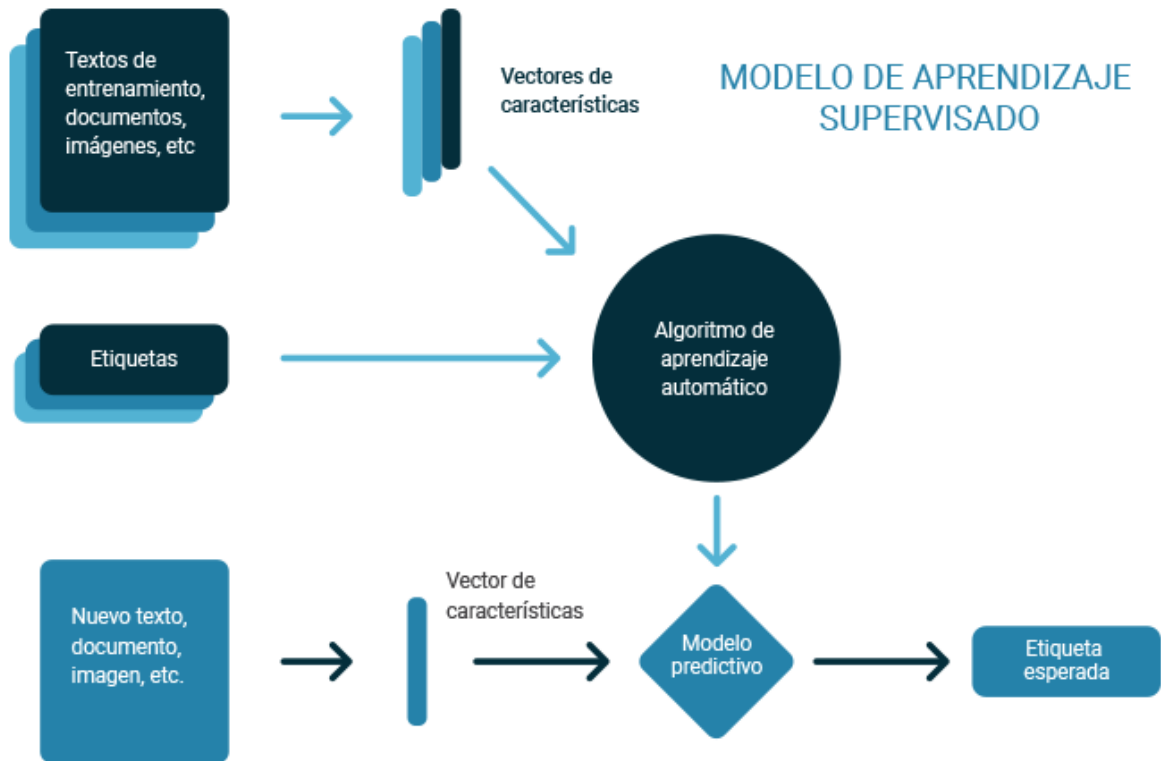 Textos de
entrenamiento,
documentos,
imágenes, etc
Vectores de
características
MODELO DE APRENDIZAJE
SUPERVISADO
Etiquetas
Algoritmo de
aprendizaje
automático
Nuevo texto,
documento,
imagen, etc.
Vector de
características
Modelo
predictivo
Etiqueta
esperada